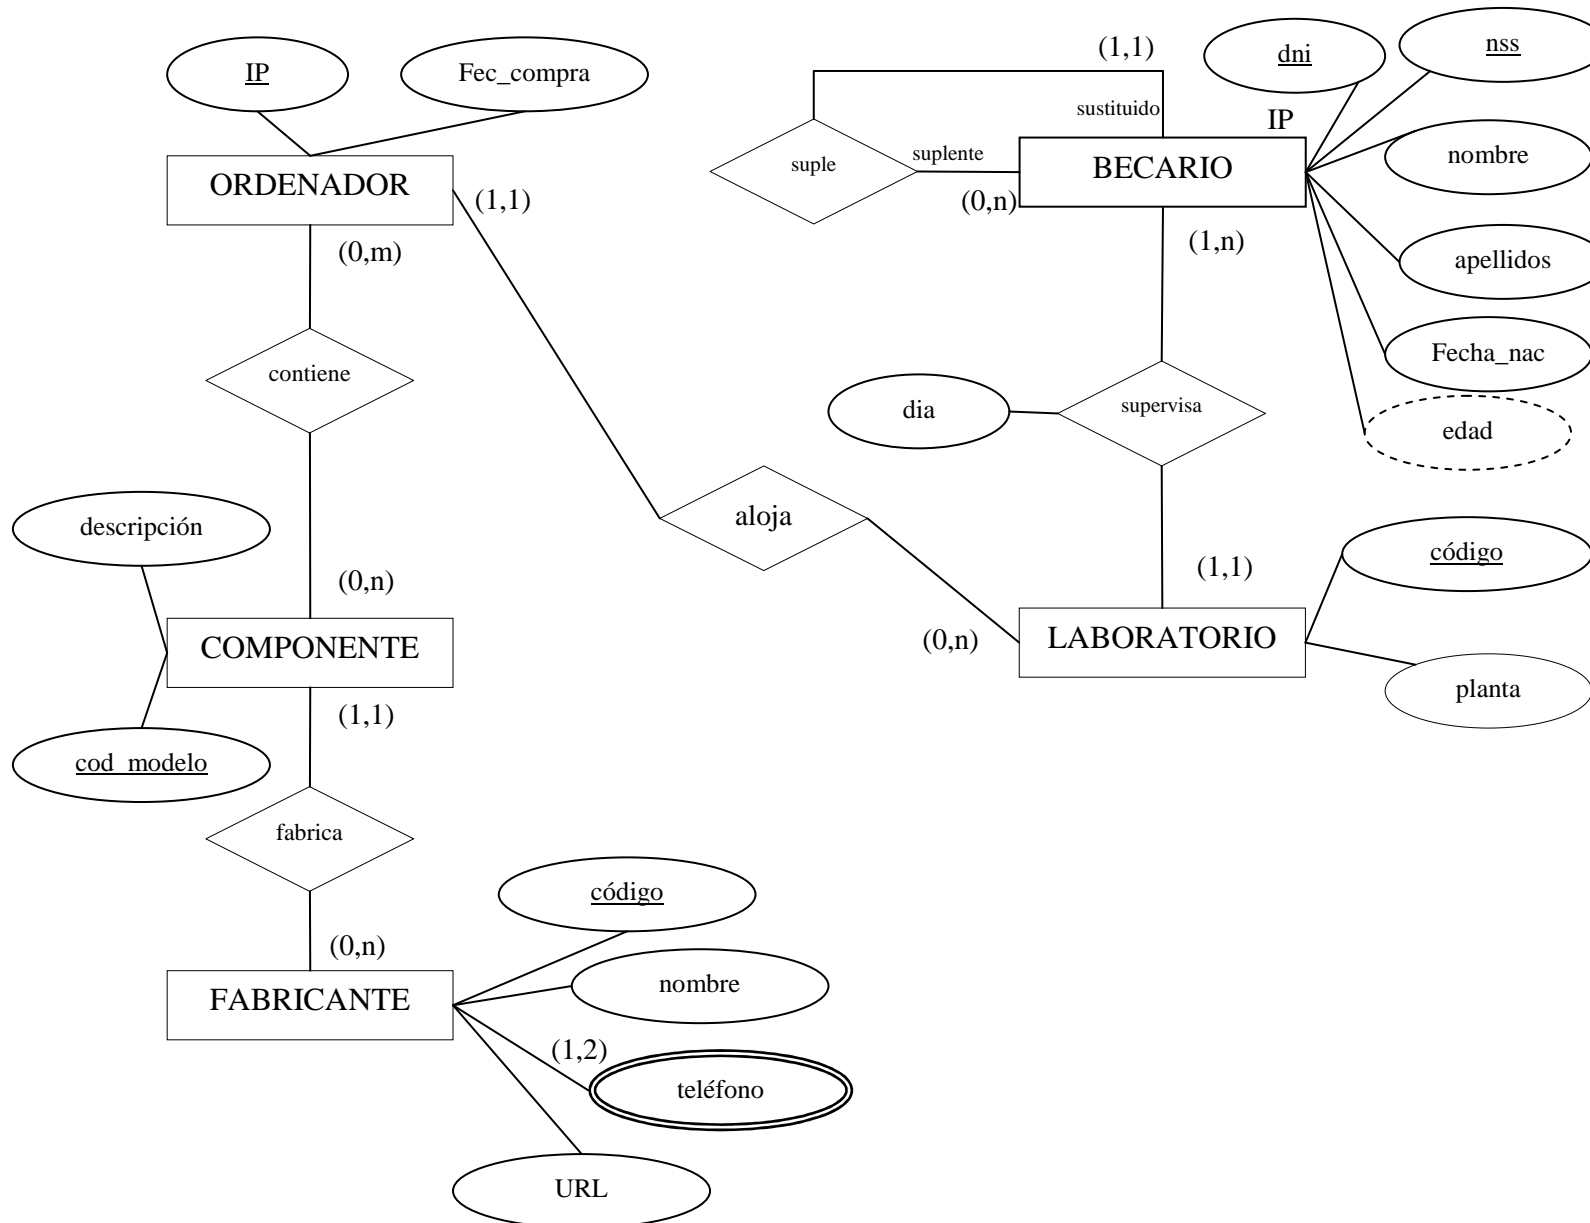 IP
Fec_compra
(1,1)
dni
nss
sustituido
IP
nombre
suple
suplente
BECARIO
ORDENADOR
(1,1)
(0,n)
(0,m)
(1,n)
apellidos
Fecha_nac
contiene
dia
supervisa
edad
descripción
aloja
código
(0,n)
(1,1)
COMPONENTE
(0,n)
LABORATORIO
planta
(1,1)
cod_modelo
fabrica
código
(0,n)
nombre
FABRICANTE
(1,2)
teléfono
URL